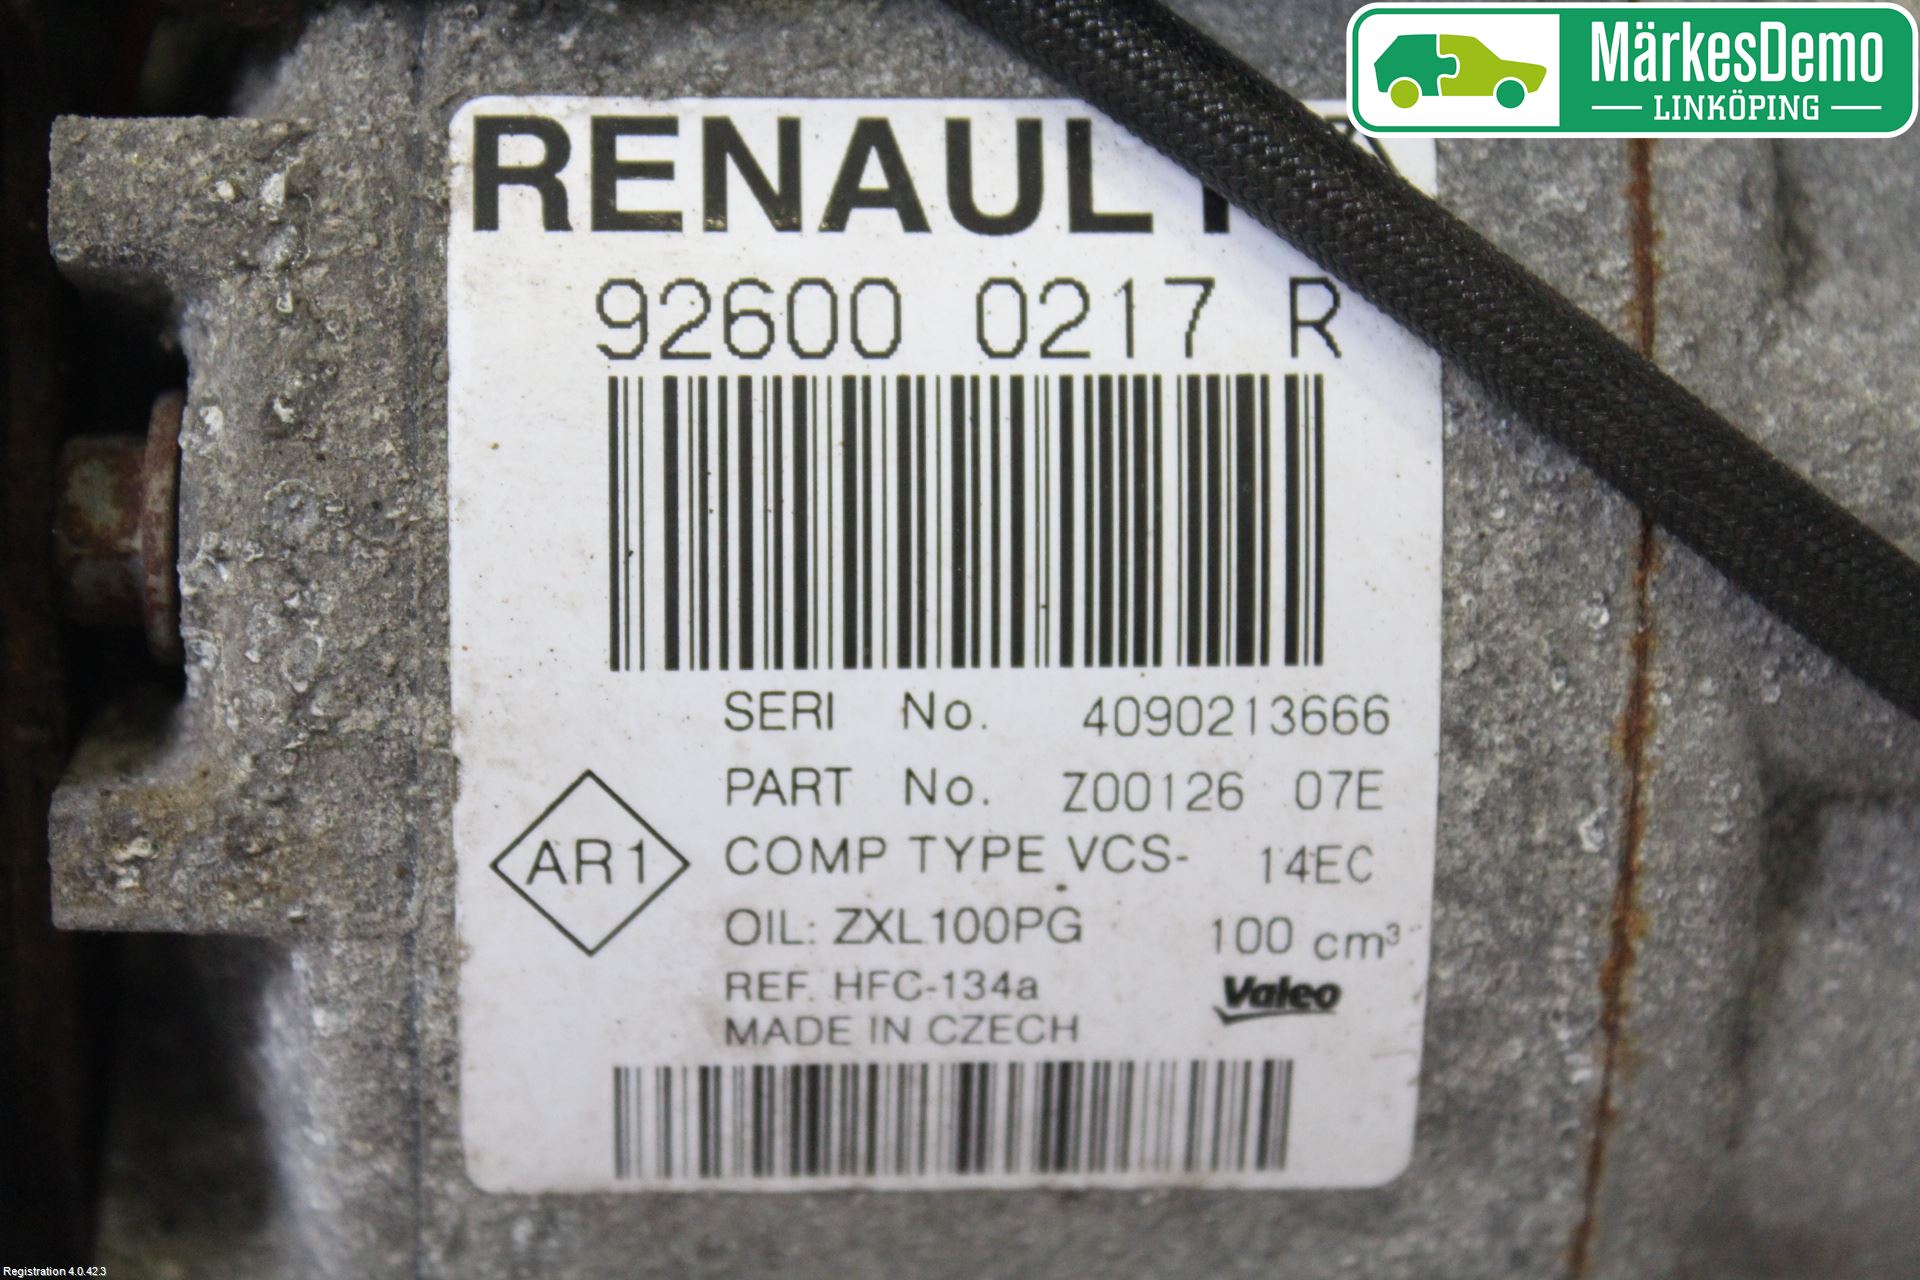 MärkesDemo
LINKÖPING
RENAULT
92600 0217 R
SERI No. 4090213666
PART No. Z00126 07E
AR1
COMP TYPE VCS- 14EC
OIL: ZXL100PG 100 cm³
REF. HFC-134a
Valeo
MADE IN CZECH
Registration 4.0.42.3